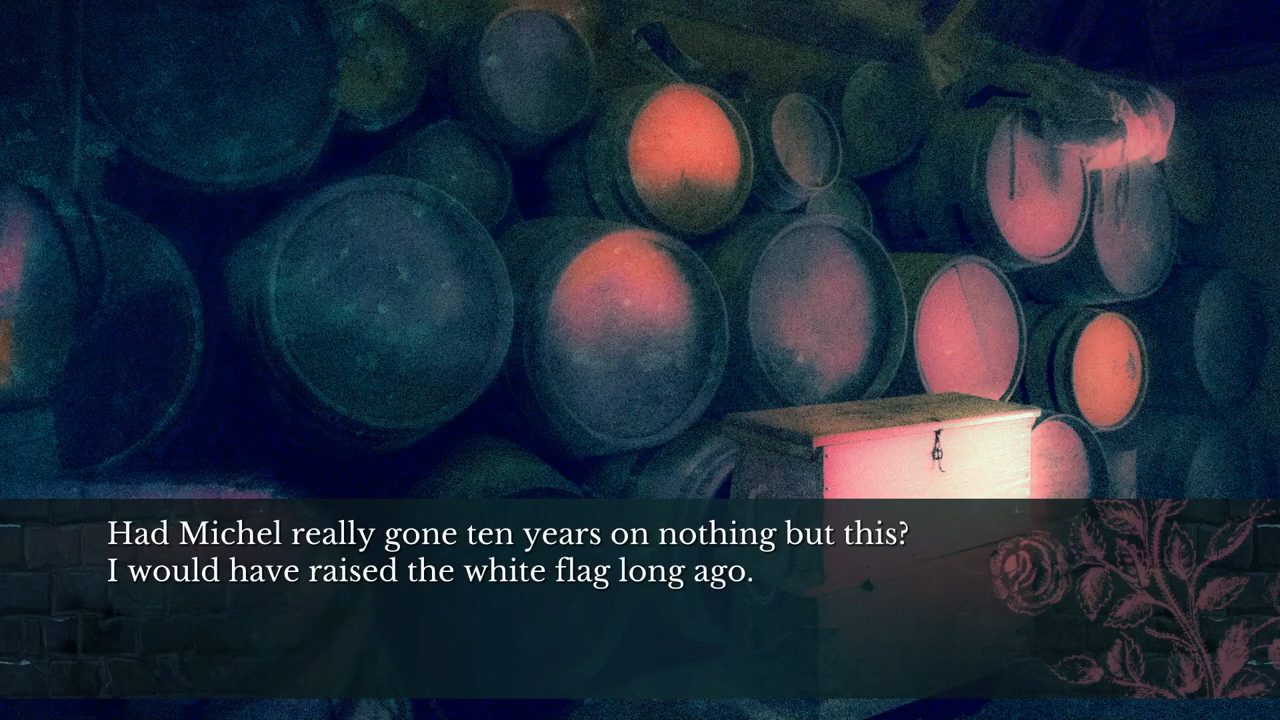 Had Michel really gone ten years on nothing but this?
I would have raised the white flag long ago.